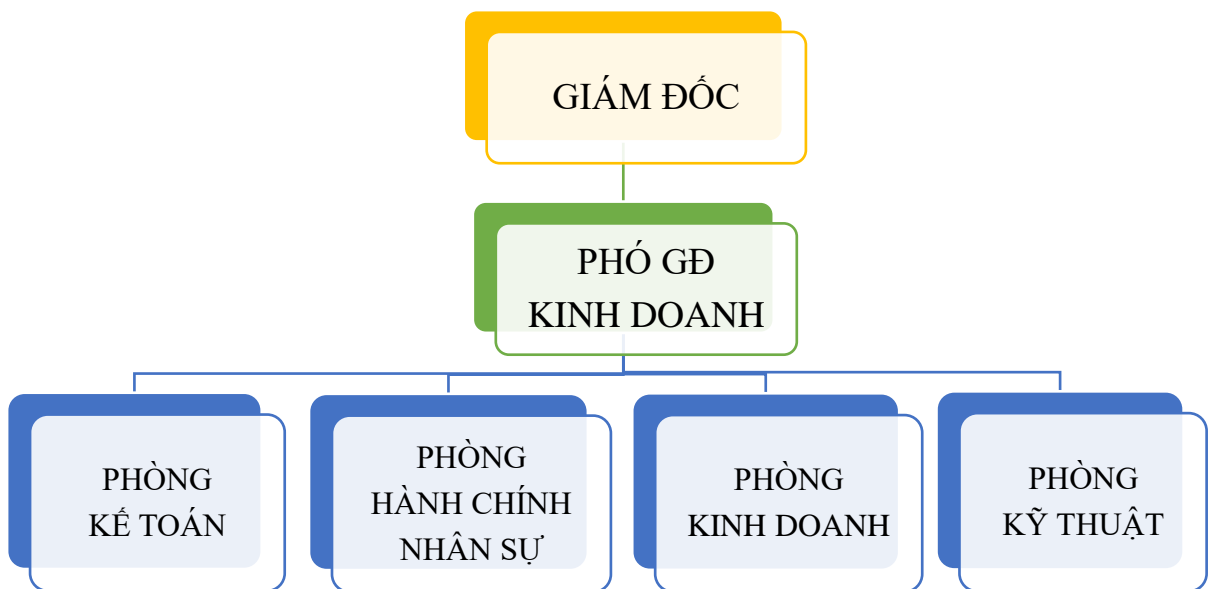 GIÁM ĐỐC
PHÓ GĐ
KINH DOANH
PHÒNG
KẾ TOÁN
PHÒNG
HÀNH CHÍNH
NHÂN SỰ
PHÒNG
KINH DOANH
PHÒNG
KỸ THUẬT